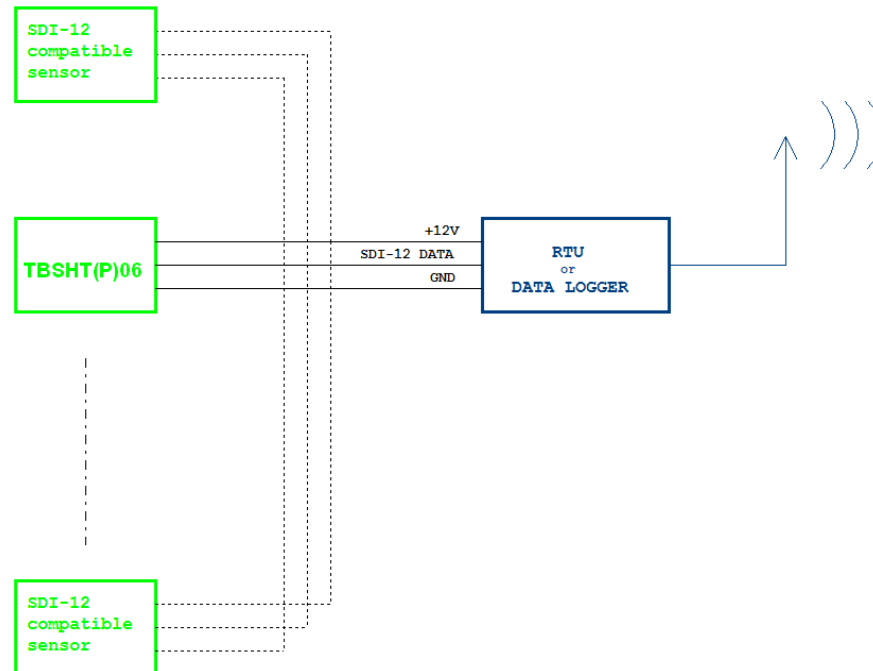 SDI-12
compatible
sensor
+12V
SDI-12 DATA
GND
TBSHT(P)06
RTU
or
DATA LOGGER
SDI-12
compatible
sensor